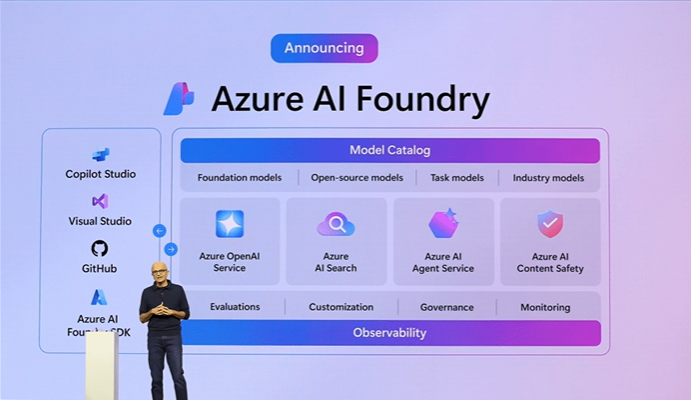 Announcing
Azure AI Foundry
Copilot Studio
Visual Studio
GitHub
Azure AI
SDK
Model Catalog
Foundation models
Open-source models
Task models
Industry models
Azure OpenAI
Service
Azure
AI Search
Azure AI
Agent Service
Azure AI
Content Safety
Evaluations
Customization
Governance
Monitoring
Observability